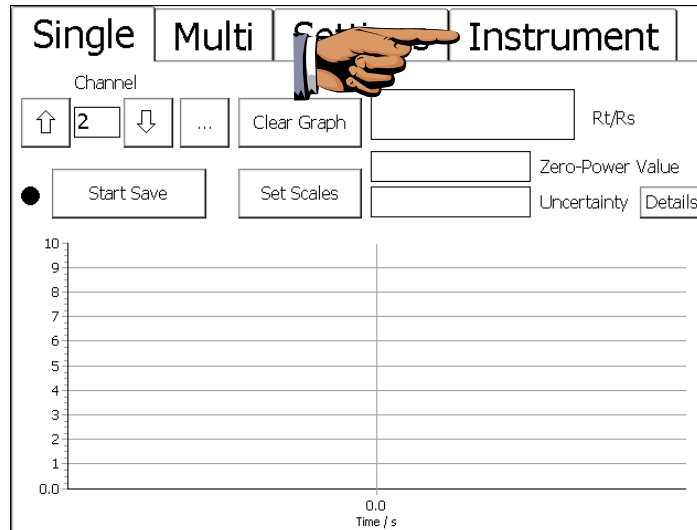 Single Multi Instrument
Channel
2 ... Clear Graph Rt/Rs
Zero-Power Value
Start Save Set Scales Uncertainty Details
10
9
8
7
6
5
4
3
2
1
0.0
0.0
Time / s